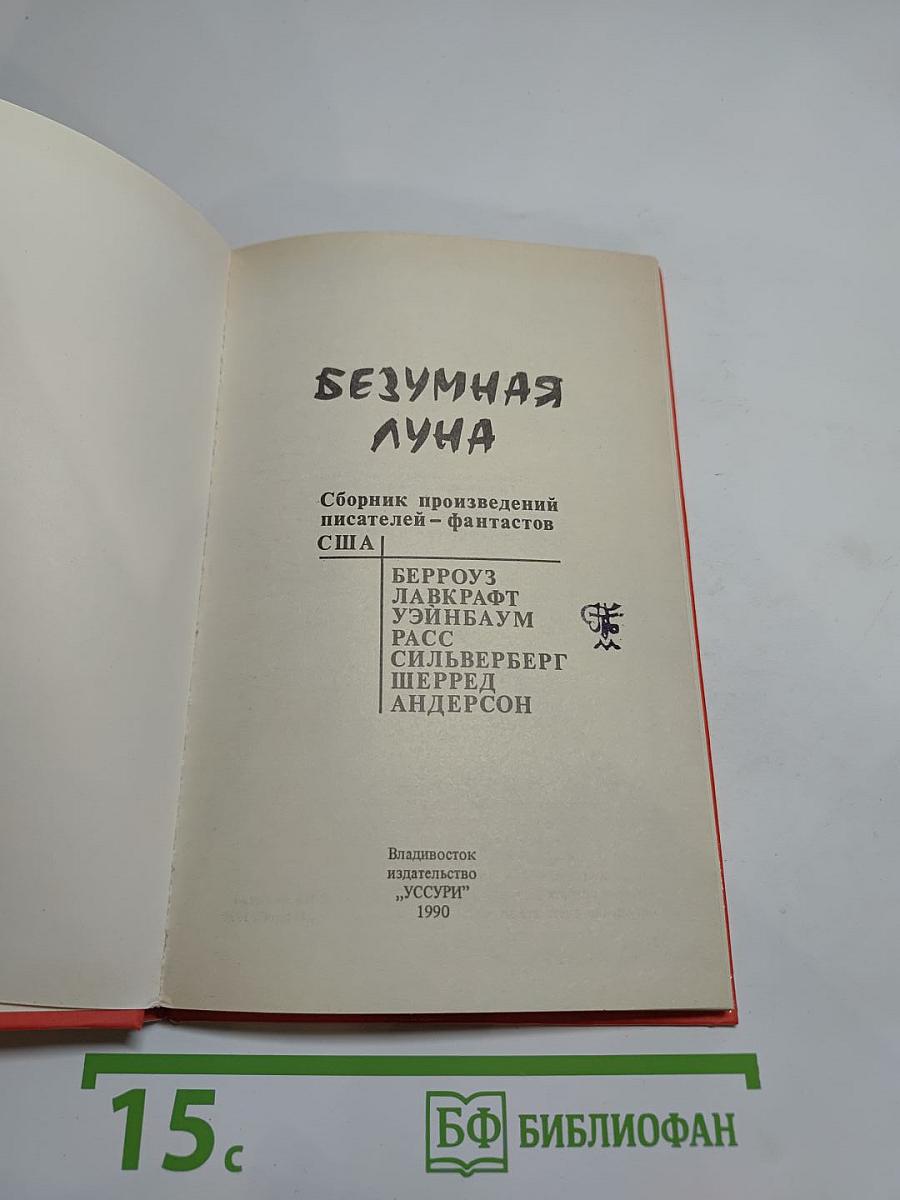 БЕЗУМНАЯ
ЛУНА
Сборник произведений
писателей – фантастов
США
БЕРРОУЗ
ЛАВКРАФТ
УЭЙНБАУМ
РАСС
СИЛЬВЕРБЕРГ
ШЕРРЕД
АНДЕРСОН
Владивосток
издательство
„УССУРИ”
1990
15 с
БФ БИБЛИОФАН